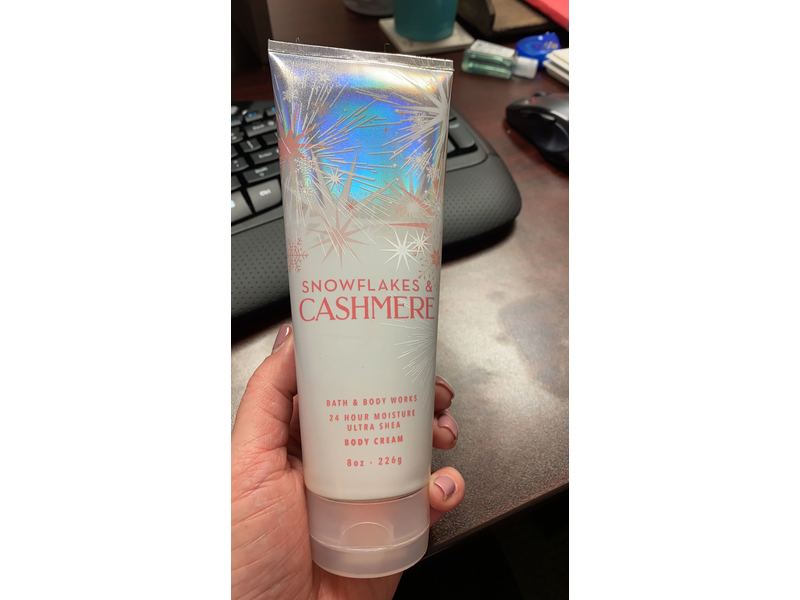 SNOWFLAKES &
CASHMERE
BATH & BODY WORKS
24 HOUR MOISTURE
ULTRA SHEA
BODY CREAM
8oz · 226g